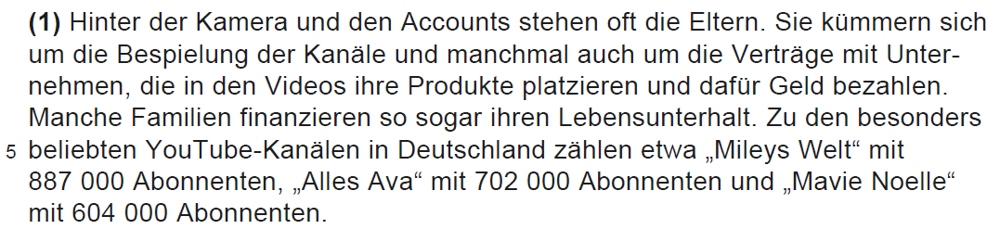 (1) Hinter der Kamera und den Accounts stehen oft die Eltern. Sie kümmern sich
um die Bespielung der Kanäle und manchmal auch um die Verträge mit Unter-
nehmen, die in den Videos ihre Produkte platzieren und dafür Geld bezahlen.
Manche Familien finanzieren so sogar ihren Lebensunterhalt. Zu den besonders
5 beliebten YouTube-Kanälen in Deutschland zählen etwa „Mileys Welt“ mit
887 000 Abonnenten, „Alles Ava“ mit 702 000 Abonnenten und „Mavie Noelle“
mit 604 000 Abonnenten.